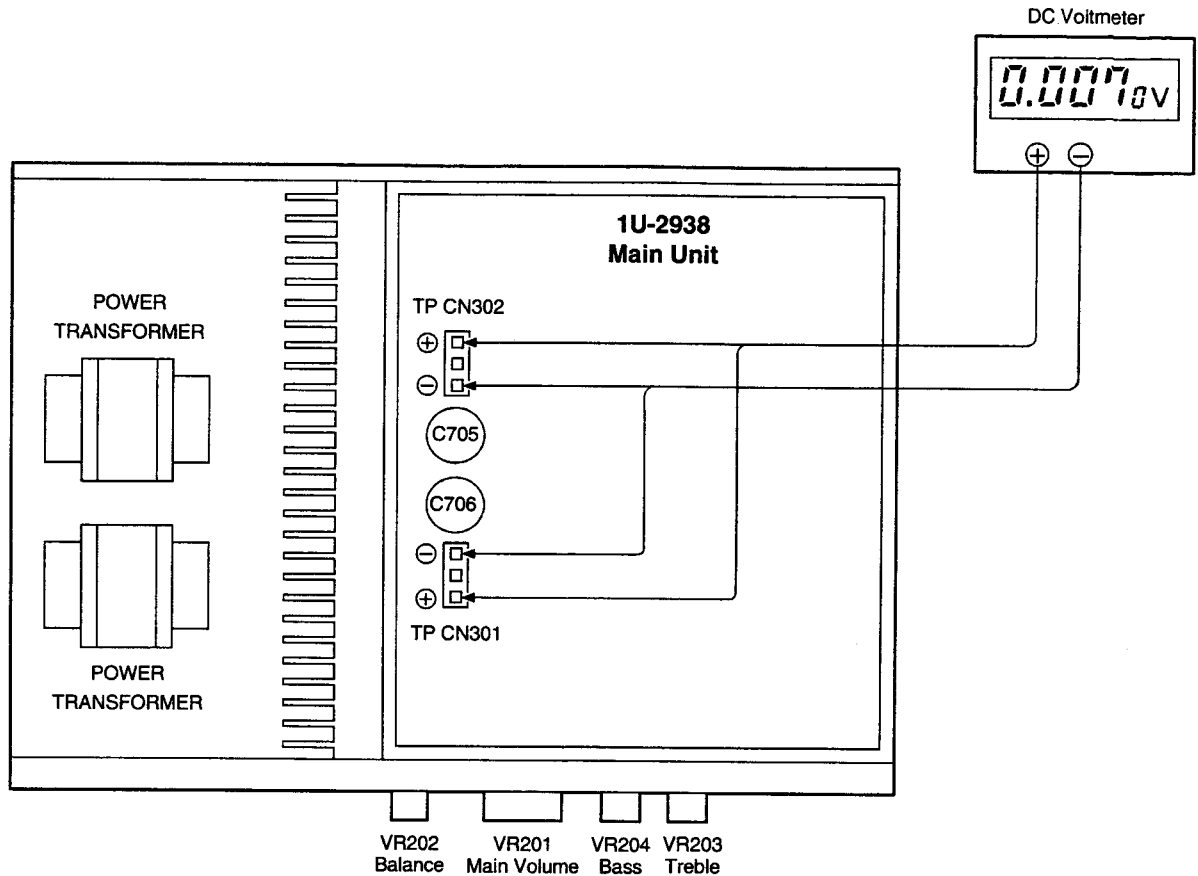 DC Voltmeter
0.0070V
⊕ ⊖
1U-2938
Main Unit
POWER
TRANSFORMER
TP CN302
⊕
⊖
C705
C706
⊖
⊕
TP CN301
POWER
TRANSFORMER
VR202
Balance
VR201
Main Volume
VR204
Bass
VR203
Treble